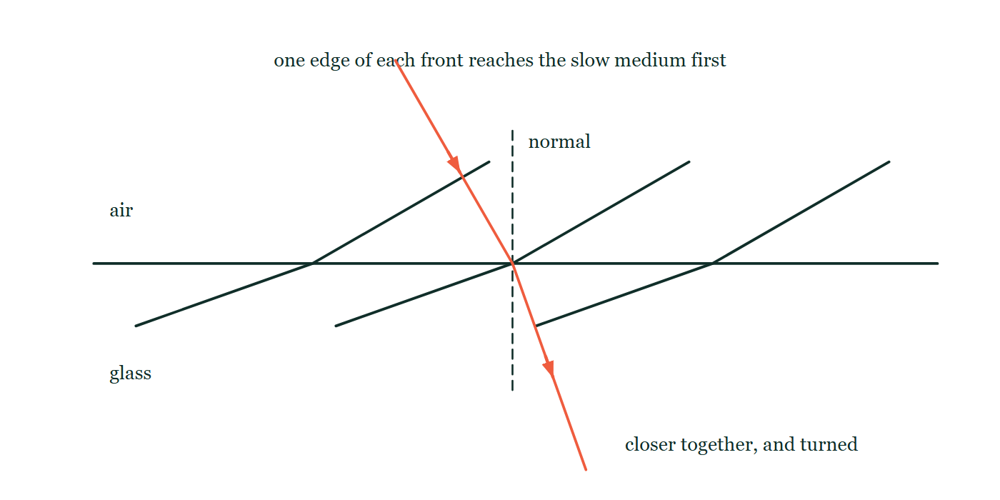 one edge of each front reaches the slow medium first
normal
air
glass
closer together, and turned